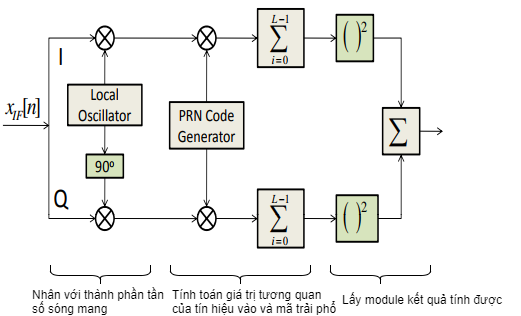 L−1
∑
i=0
( )²
I
x_IF[n]
Local
Oscillator
PRN Code
Generator
∑
90º
Q
L−1
∑
i=0
( )²
Nhân với thành phần tần
số sóng mang
Tính toán giá trị tương quan
của tín hiệu vào và mã trải phổ
Lấy module kết quả tính được